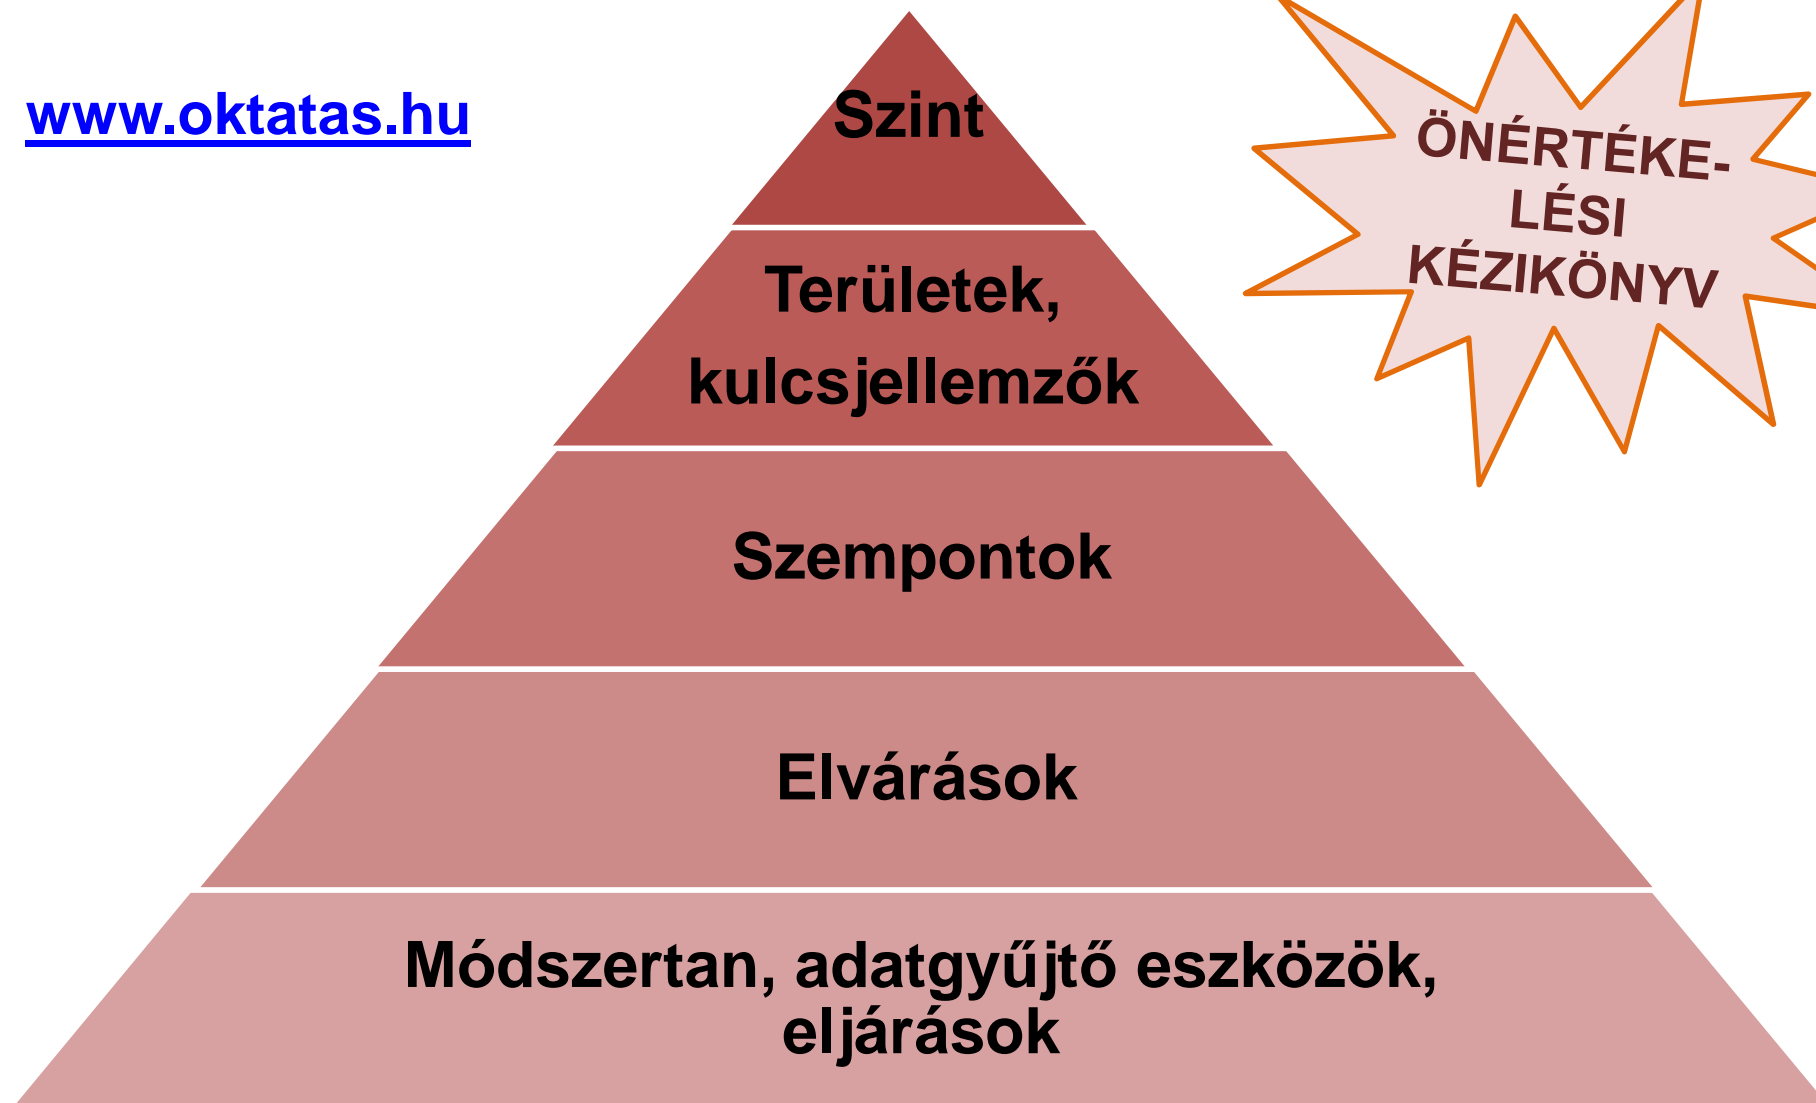 www.oktatas.hu
Szint
ÖNÉRTÉKE-
LÉSI
KÉZIKÖNYV
Területek,
kulcsjellemzők
Szempontok
Elvárások
Módszertan, adatgyűjtő eszközök,
eljárások